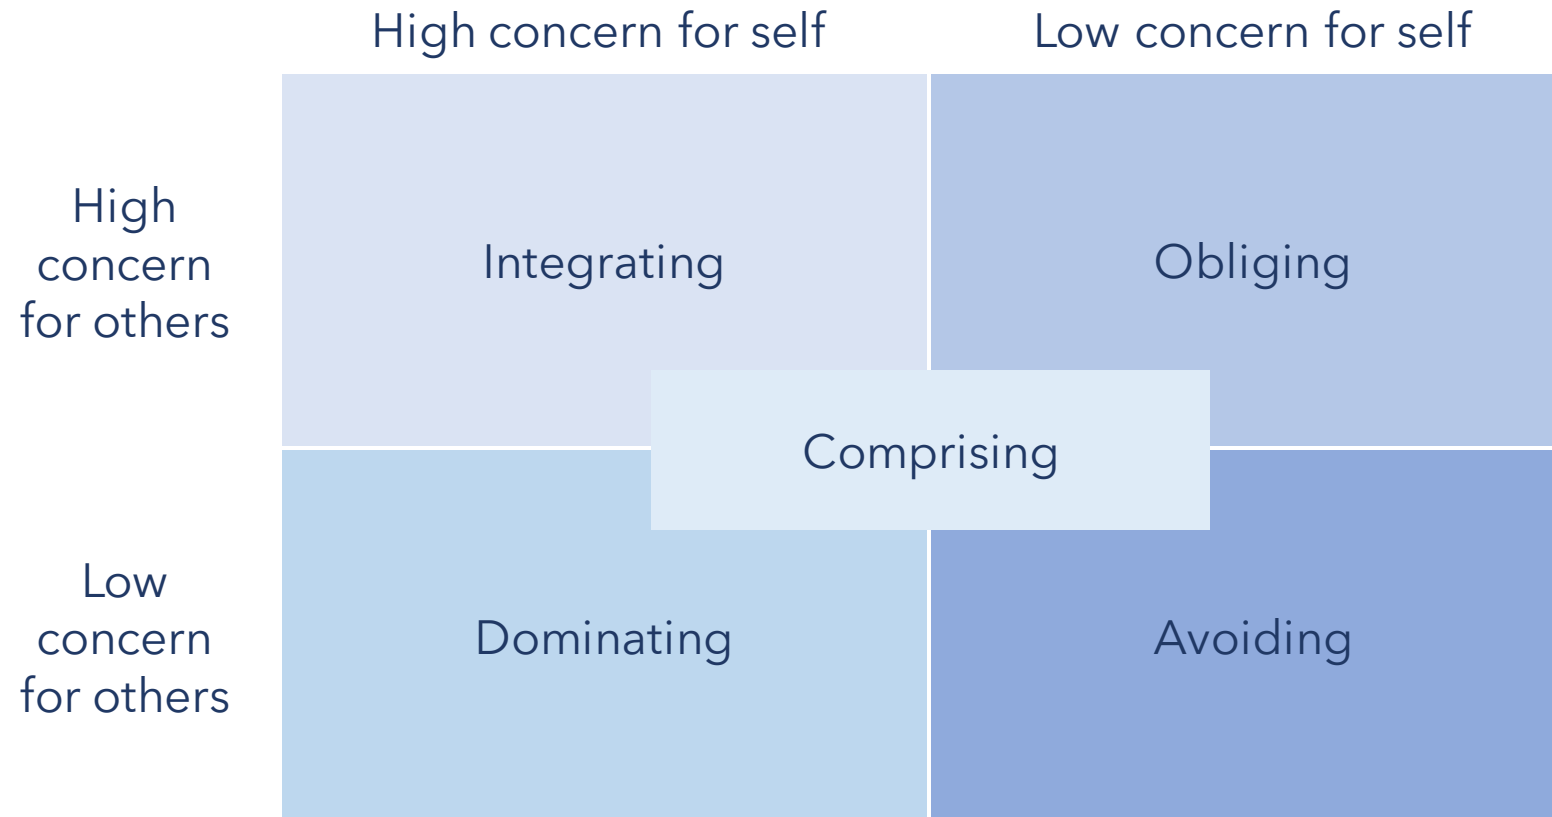 High concern for self
Low concern for self
High
concern
for others
Integrating
Obliging
Comprising
Low
concern
for others
Dominating
Avoiding